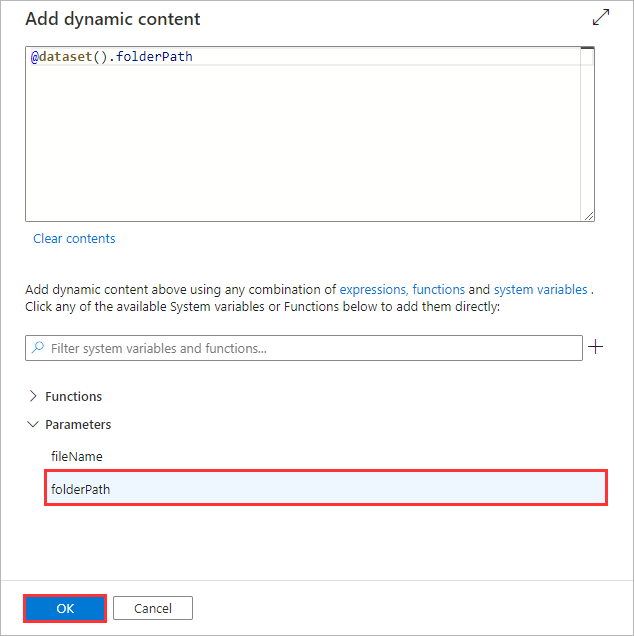 Add dynamic content
@dataset().folderPath
Clear contents
Add dynamic content above using any combination of expressions, functions and system variables .
Click any of the available System variables or Functions below to add them directly:
Filter system variables and functions...
Functions
Parameters
fileName
folderPath
OK Cancel